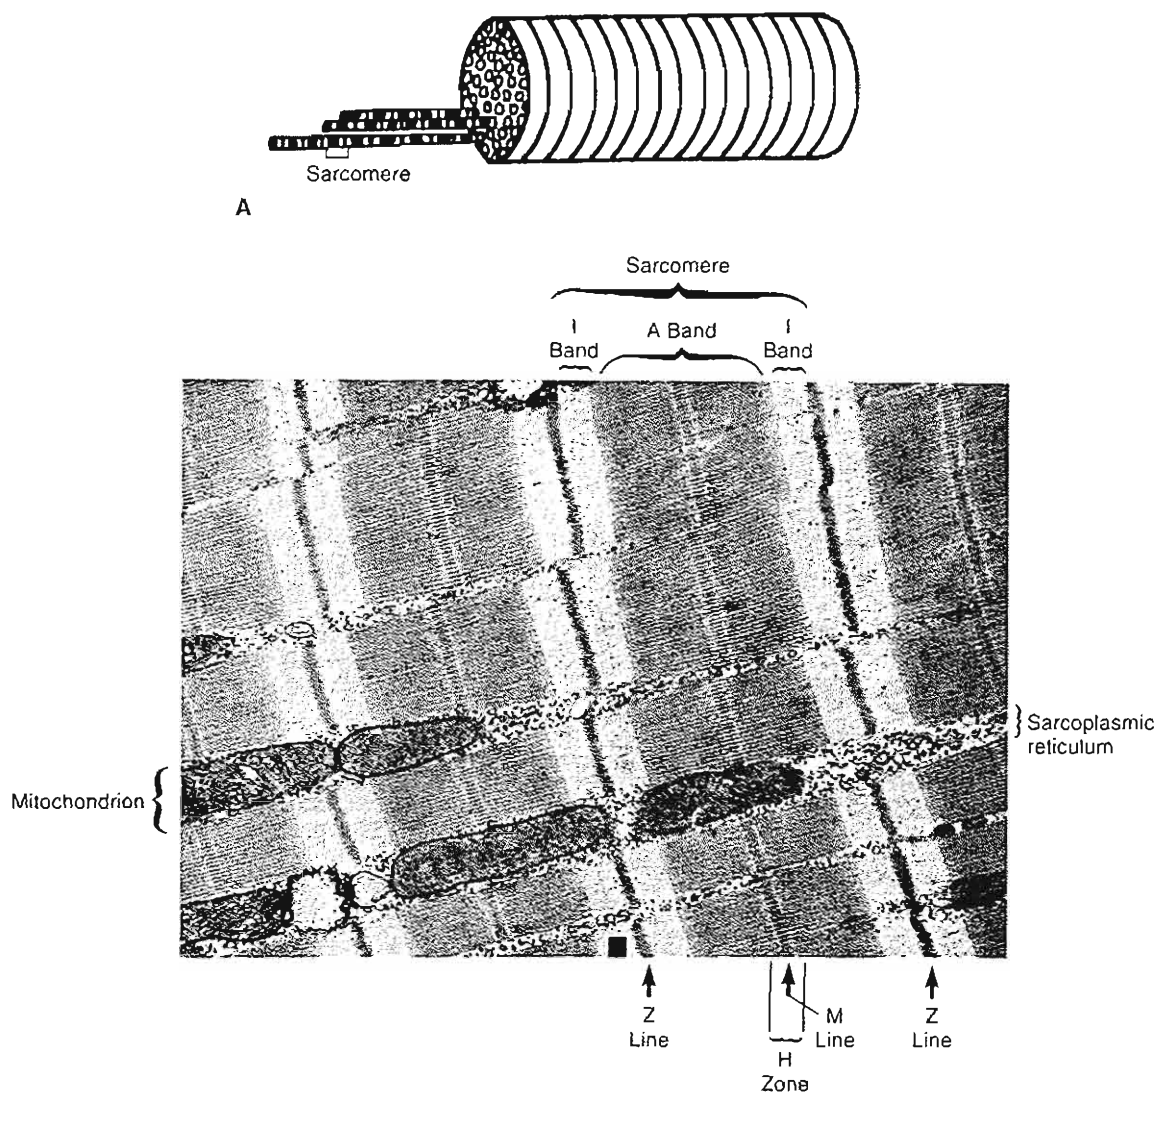 Sarcomere
A
Sarcomere
I
Band
A Band
I
Band
Sarcoplasmic
reticulum
Mitochondrion
Z
Line
M
Line
Z
Line
H
Zone